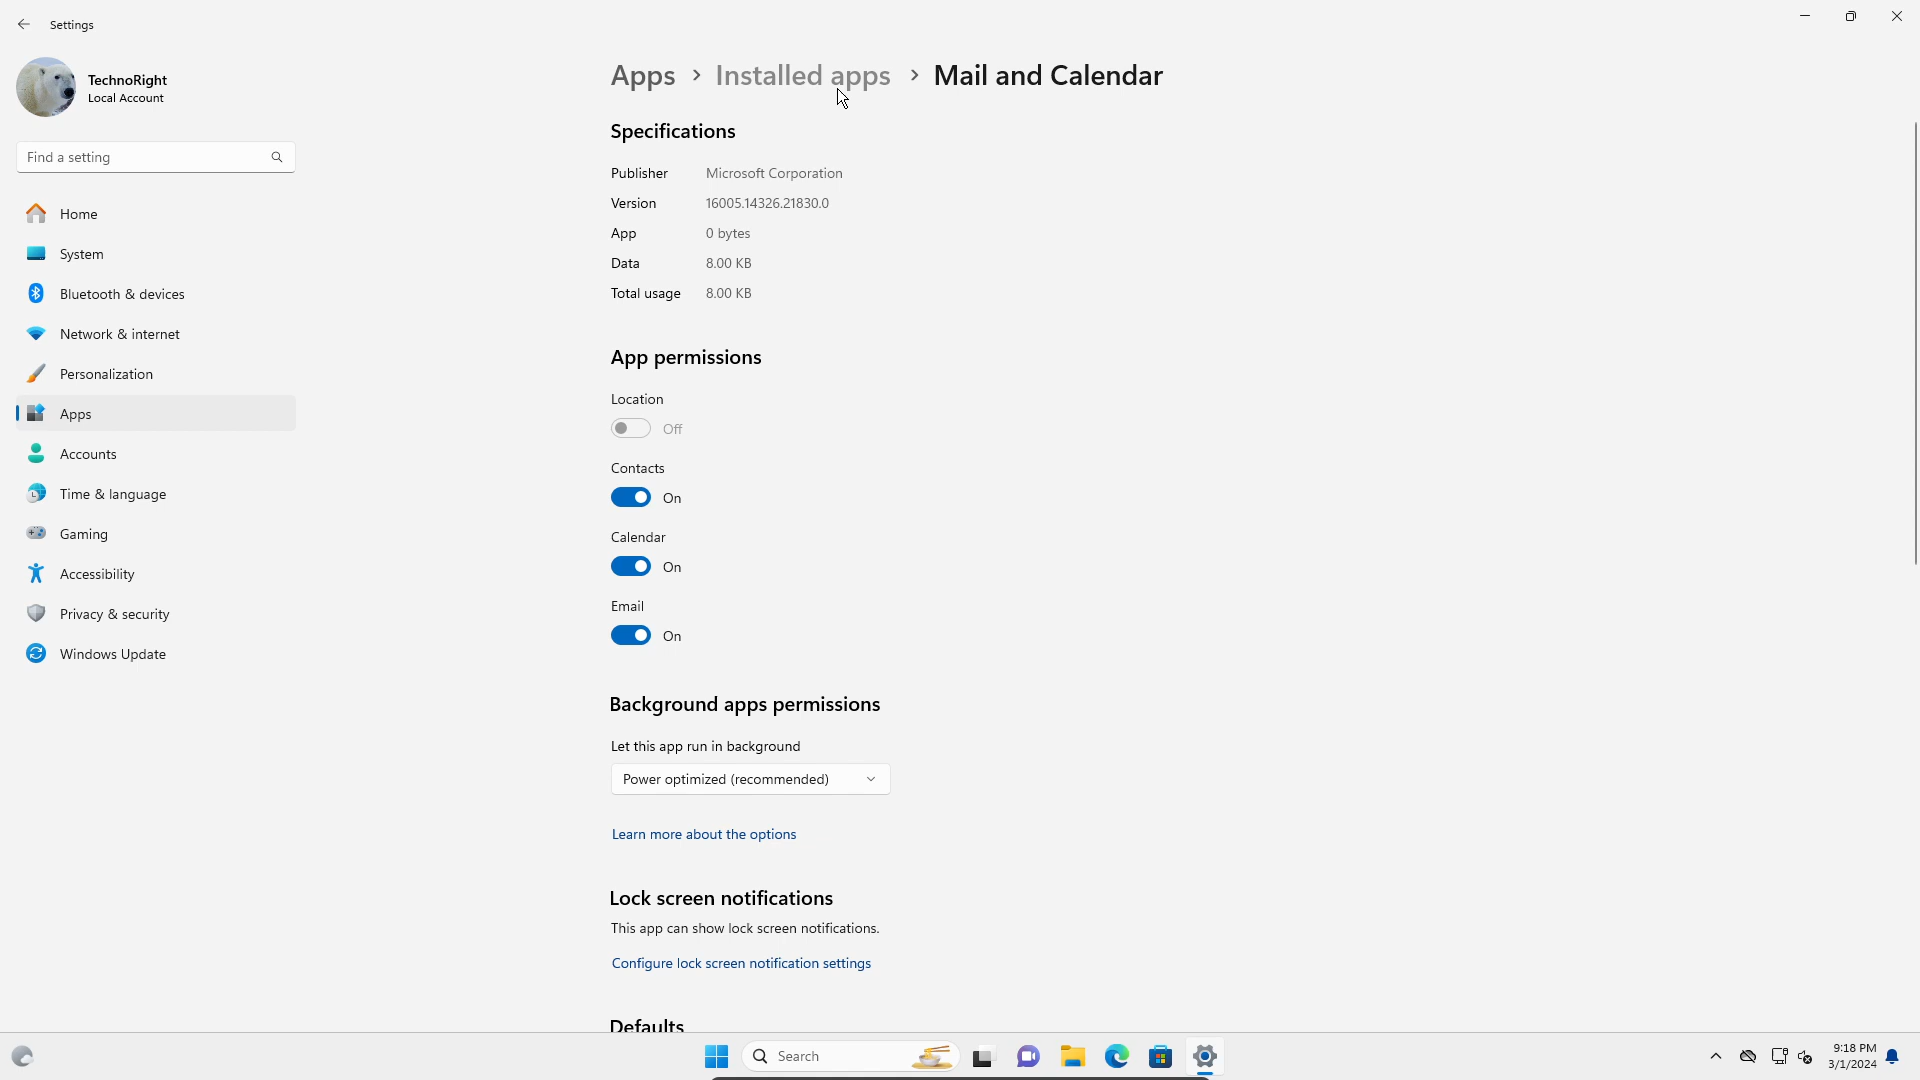 Settings
TechnoRight
Local Account
Find a setting
Home
System
Bluetooth & devices
Network & internet
Personalization
Apps
Accounts
Time & language
Gaming
Accessibility
Privacy & security
Windows Update
Apps > Installed apps > Mail and Calendar
Specifications
Publisher Microsoft Corporation
Version 16005.14326.21830.0
App 0 bytes
Data 8.00 KB
Total usage 8.00 KB
App permissions
Location
Off
Contacts
On
Calendar
On
Email
On
Background apps permissions
Let this app run in background
Power optimized (recommended)
Learn more about the options
Lock screen notifications
This app can show lock screen notifications.
Configure lock screen notification settings
Defaults
Search
9:18 PM
3/1/2024